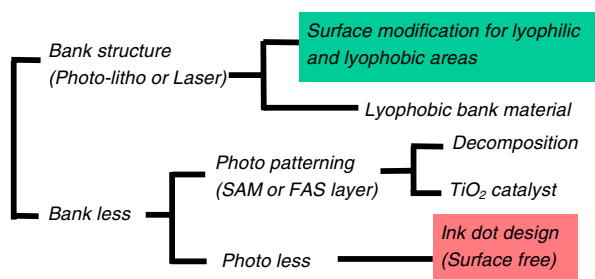 Surface modification for lyophilic
and lyophobic areas
Bank structure
(Photo-litho or Laser)
Lyophobic bank material
Decomposition
Photo patterning
(SAM or FAS layer)
TiO₂ catalyst
Bank less
Ink dot design
(Surface free)
Photo less